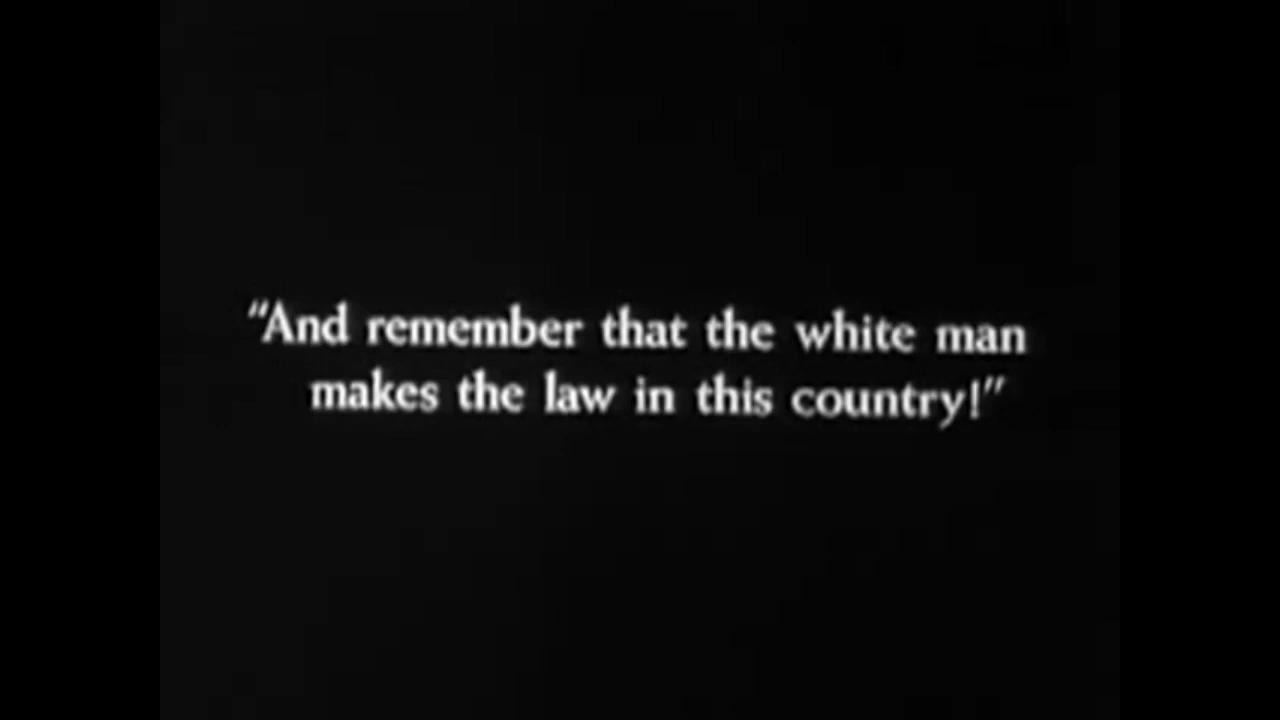 "And remember that the white man
makes the law in this country!"